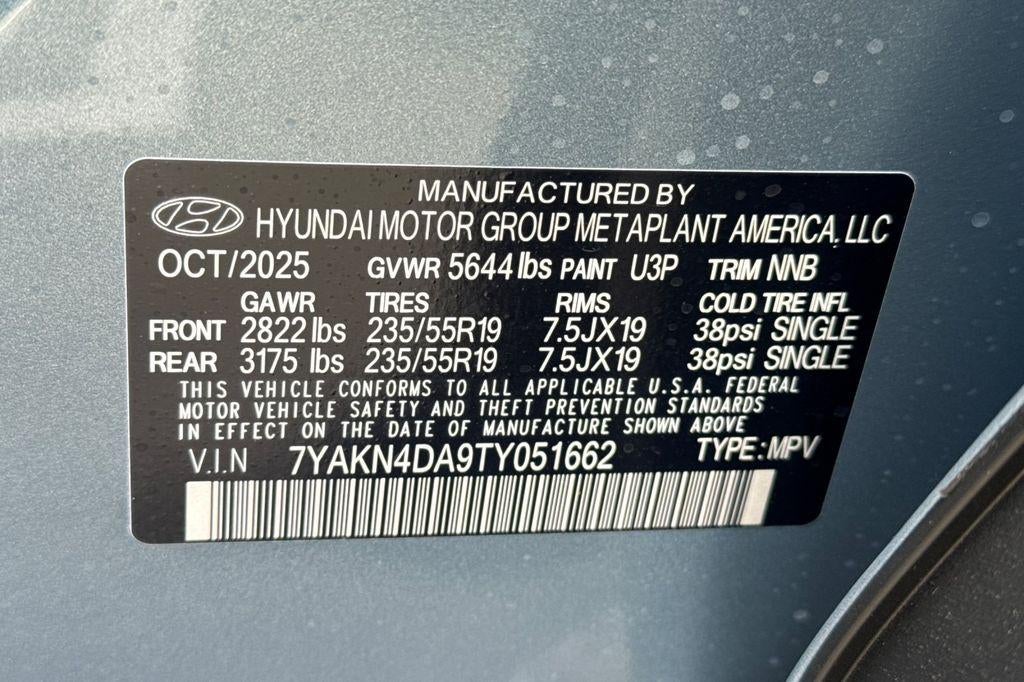 MANUFACTURED BY
HYUNDAI MOTOR GROUP METAPLANT AMERICA, LLC
OCT/2025 GVWR 5644 lbs PAINT U3P TRIM NNB
GAWR TIRES RIMS COLD TIRE INFL
FRONT 2822 lbs 235/55R19 7.5JX19 38psi SINGLE
REAR 3175 lbs 235/55R19 7.5JX19 38psi SINGLE
THIS VEHICLE CONFORMS TO ALL APPLICABLE U.S.A. FEDERAL
MOTOR VEHICLE SAFETY AND THEFT PREVENTION STANDARDS
IN EFFECT ON THE DATE OF MANUFACTURE SHOWN ABOVE
V.I.N 7YAKN4DA9TY051662 TYPE: MPV